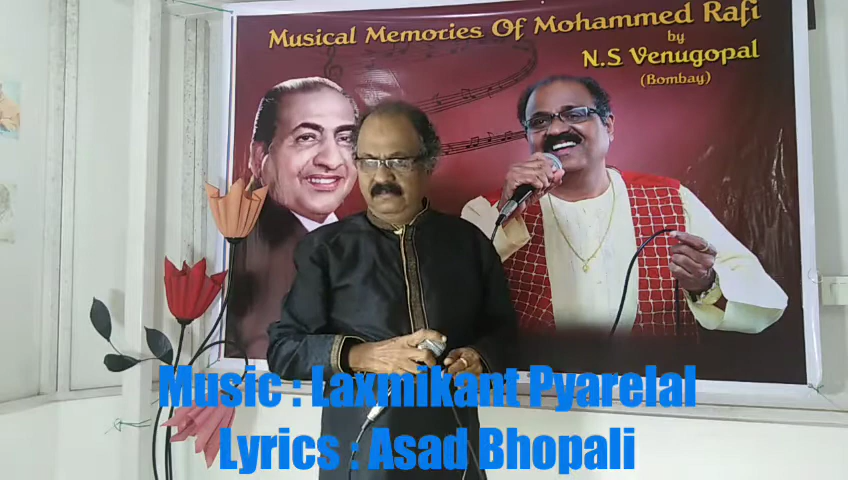 Musical Memories Of Mohammed Rafi
by
N.S Venugopal
(Bombay)
Music : Laxmikant Pyarelal
Lyrics : Asad Bhopali